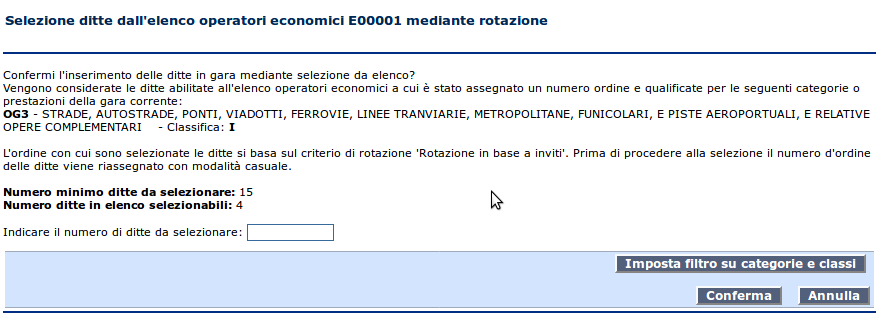 Selezione ditte dall'elenco operatori economici E00001 mediante rotazione
Confermi l'inserimento delle ditte in gara mediante selezione da elenco?
Vengono considerate le ditte abilitate all'elenco operatori economici a cui è stato assegnato un numero ordine e qualificate per le seguenti categorie o
prestazioni della gara corrente:
OG3 - STRADE, AUTOSTRADE, PONTI, VIADOTTI, FERROVIE, LINEE TRANVIARIE, METROPOLITANE, FUNICOLARI, E PISTE AEROPORTUALI, E RELATIVE
OPERE COMPLEMENTARI - Classifica: I
L'ordine con cui sono selezionate le ditte si basa sul criterio di rotazione 'Rotazione in base a inviti'. Prima di procedere alla selezione il numero d'ordine
delle ditte viene riassegnato con modalità casuale.
Numero minimo ditte da selezionare: 15
Numero ditte in elenco selezionabili: 4
Indicare il numero di ditte da selezionare:
Imposta filtro su categorie e classi
Conferma Annulla